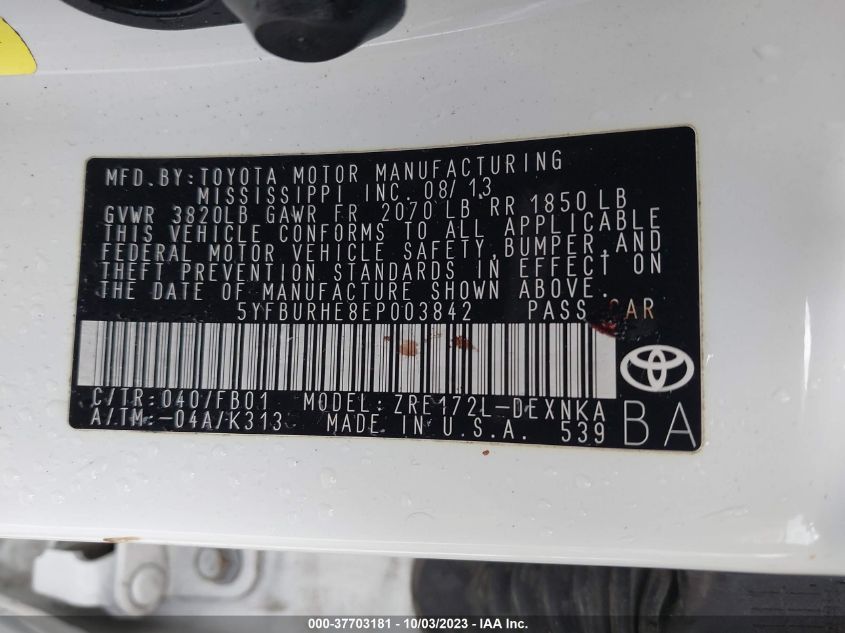 MFD. BY: TOYOTA MOTOR MANUFACTURING
MISSISSIPPI INC. 08/13
GVWR 3820LB GAWR FR 2070 LB RR 1850 LB
THIS VEHICLE CONFORMS TO ALL APPLICABLE
FEDERAL MOTOR VEHICLE SAFETY, BUMPER, AND
THEFT PREVENTION STANDARDS IN EFFECT ON
THE DATE OF MANUFACTURE SHOWN ABOVE.
5YFBURHE8EP003842 PASS CAR
C/TR: 040/FB01 MODEL: ZRE172L-DEXNKA
A/TM: -04A/K313 MADE IN U.S.A. 539
BA
000-37703181 - 10/03/2023 - © IAA Inc.